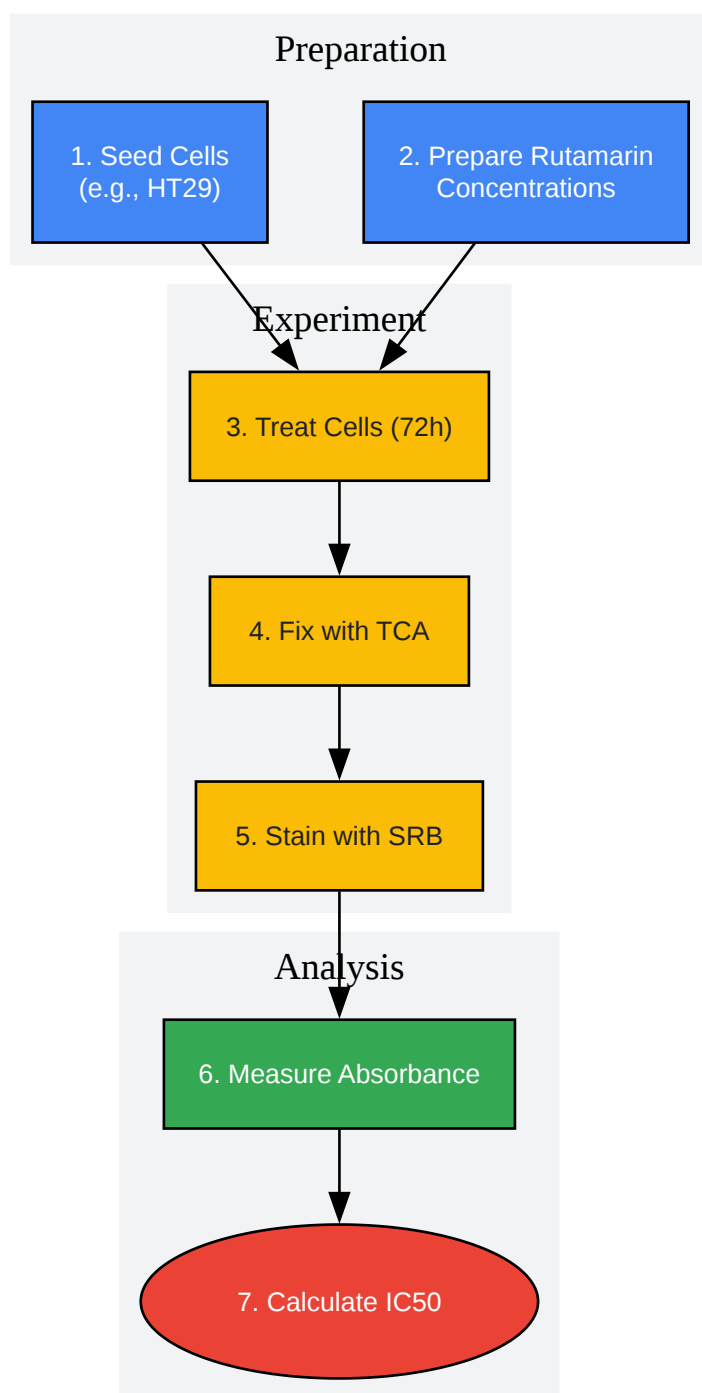 Preparation
1. Seed Cells
(e.g., HT29)
2. Prepare Rutamarin
Concentrations
Experiment
3. Treat Cells (72h)
4. Fix with TCA
5. Stain with SRB
Analysis
6. Measure Absorbance
7. Calculate IC50